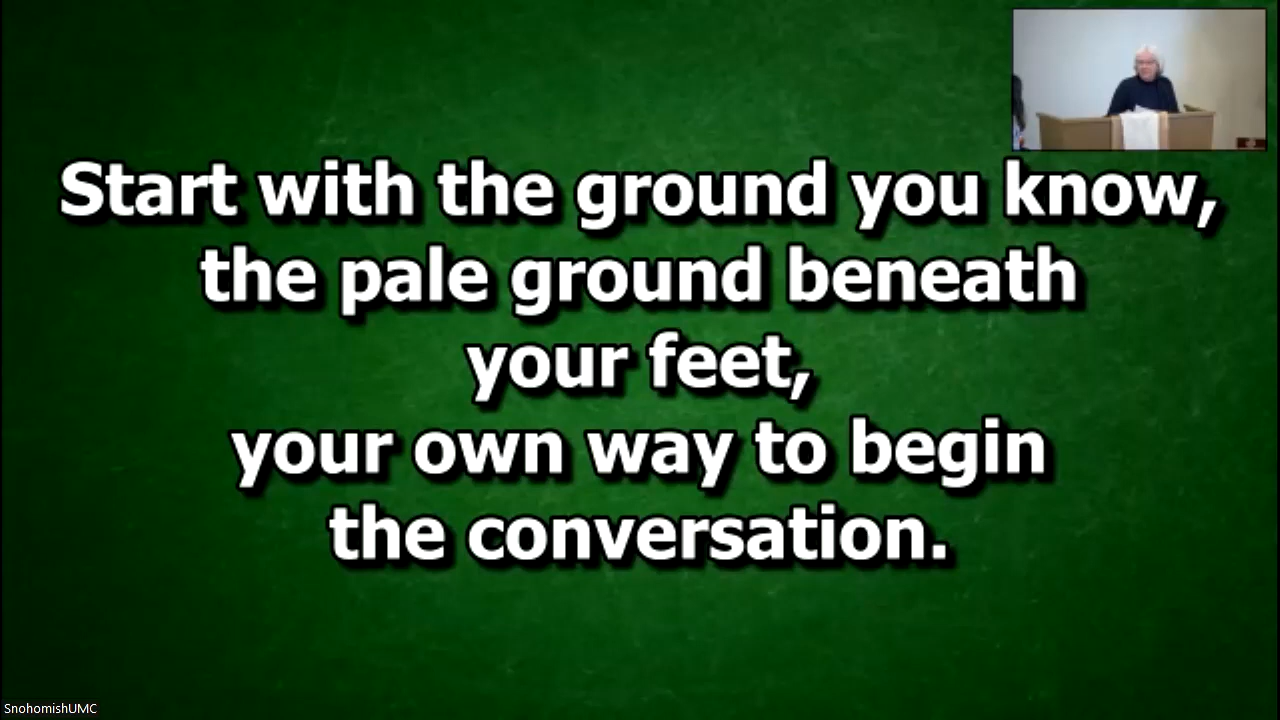 Start with the ground you know,
the pale ground beneath
your feet,
your own way to begin
the conversation.
SnohomishUMC